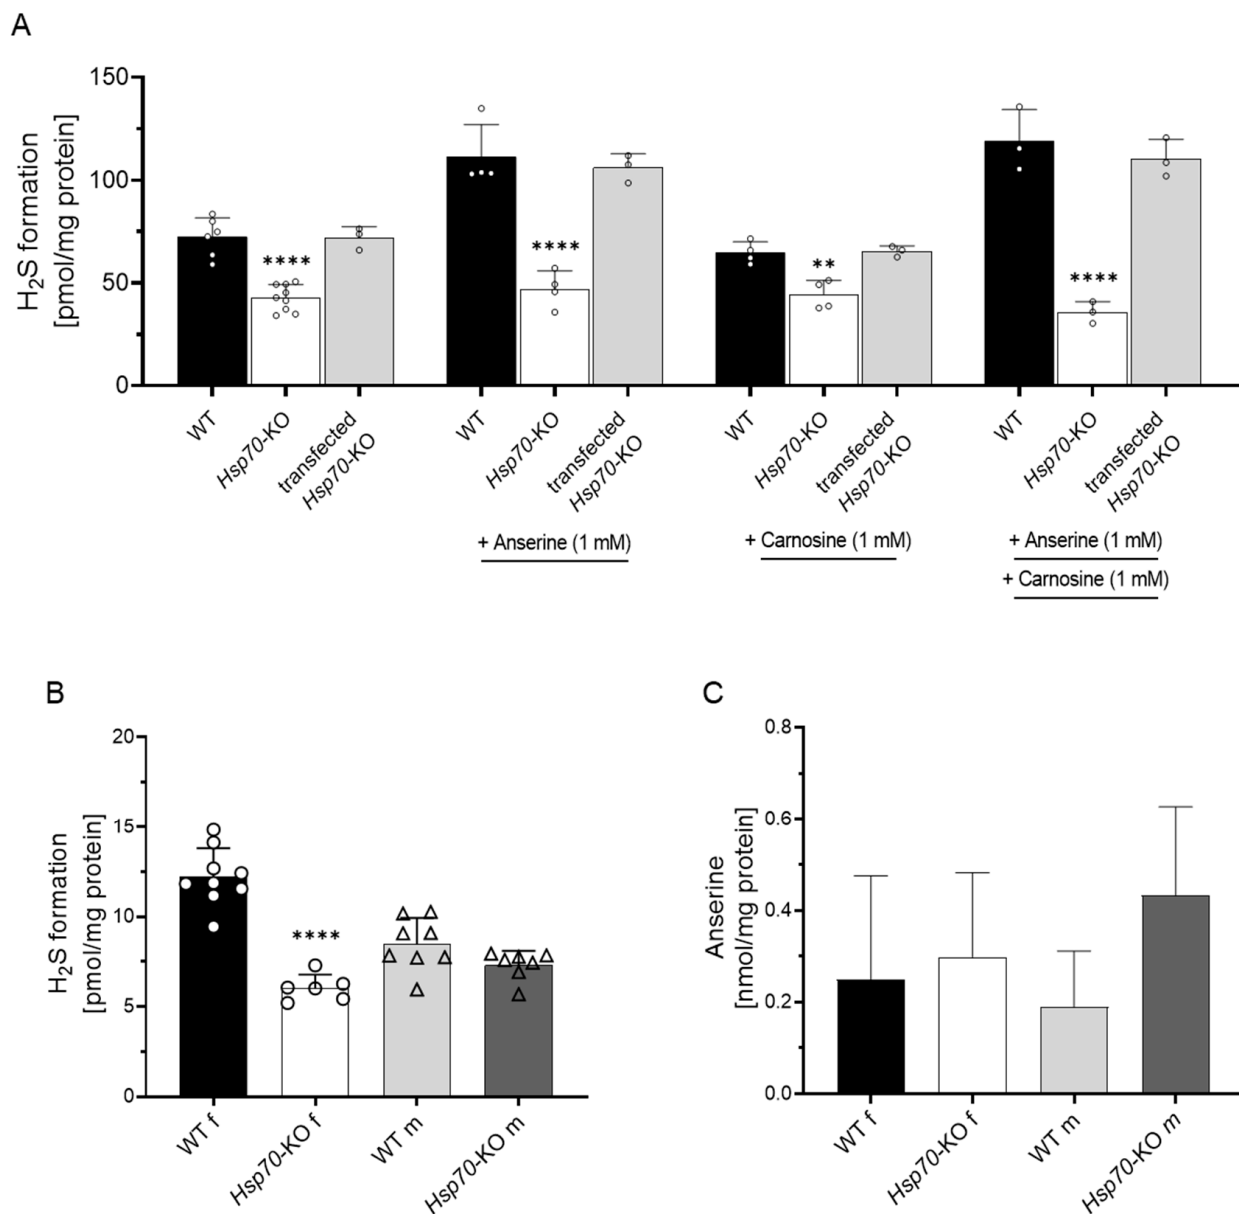 A
H₂S formation
[pmol/mg protein]
150
100
50
0
****
****
**
****
WT
Hsp70-KO
transfected
Hsp70-KO
WT
Hsp70-KO
transfected
Hsp70-KO
WT
Hsp70-KO
transfected
Hsp70-KO
WT
Hsp70-KO
transfected
Hsp70-KO
+ Anserine (1 mM)
+ Carnosine (1 mM)
+ Anserine (1 mM)
+ Carnosine (1 mM)
B
H₂S formation
[pmol/mg protein]
20
15
10
5
0
****
WT f
Hsp70-KO f
WT m
Hsp70-KO m
C
Anserine
[nmol/mg protein]
0.8
0.6
0.4
0.2
0.0
WT f
Hsp70-KO f
WT m
Hsp70-KO m